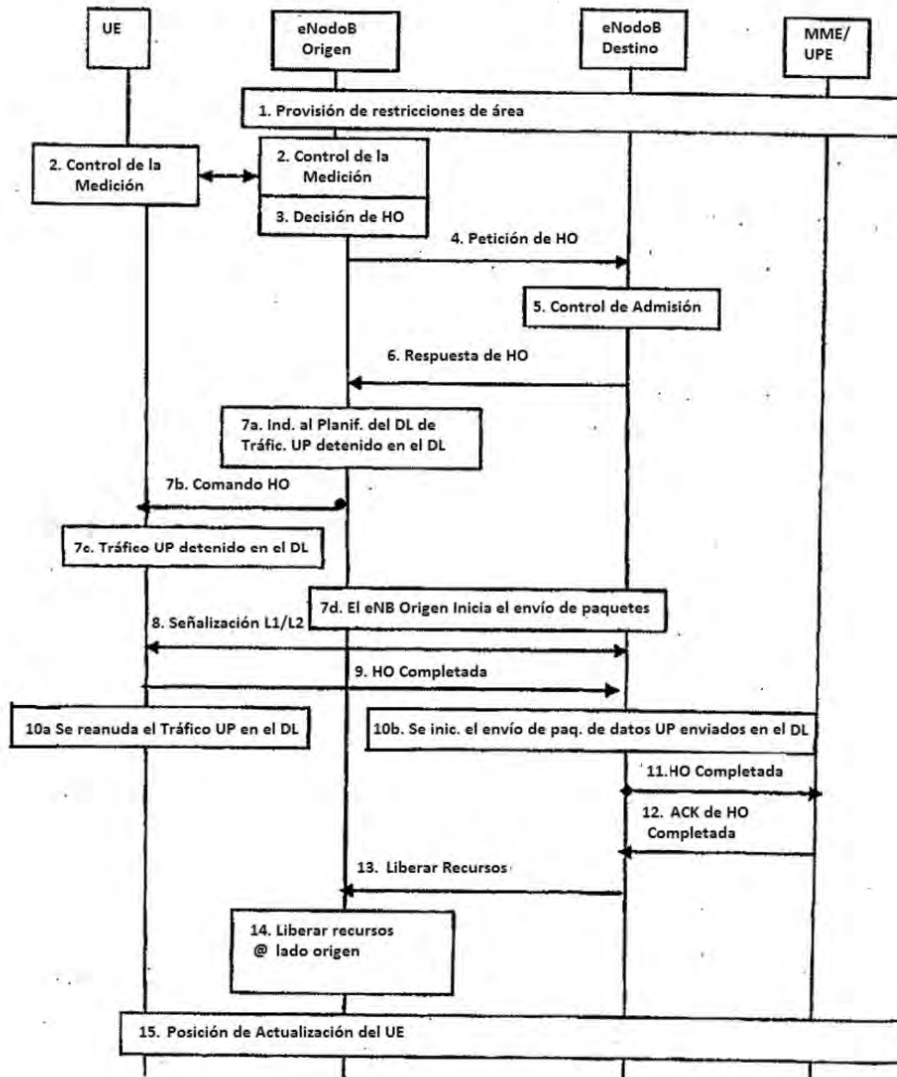 UE
eNodoB
Origen
eNodoB
Destino
MME/
UPE
1. Provisión de restricciones de área
2. Control de la
Medición
2. Control de la
Medición
3. Decisión de HO
4. Petición de HO
5. Control de Admisión
6. Respuesta de HO
7a. Ind. al Planif. del DL de
Tráfic. UP detenido en el DL
7b. Comando HO
7c. Tráfico UP detenido en el DL
7d. El eNB Origen Inicia el envío de paquetes
8. Señalización L1/L2
9. HO Completada
10a Se reanuda el Tráfico UP en el DL
10b. Se inic. el envío de paq. de datos UP enviados en el DL
11.HO Completada
12. ACK de HO
Completada
13. Liberar Recursos
14. Liberar recursos
@ lado origen
15. Posición de Actualización del UE